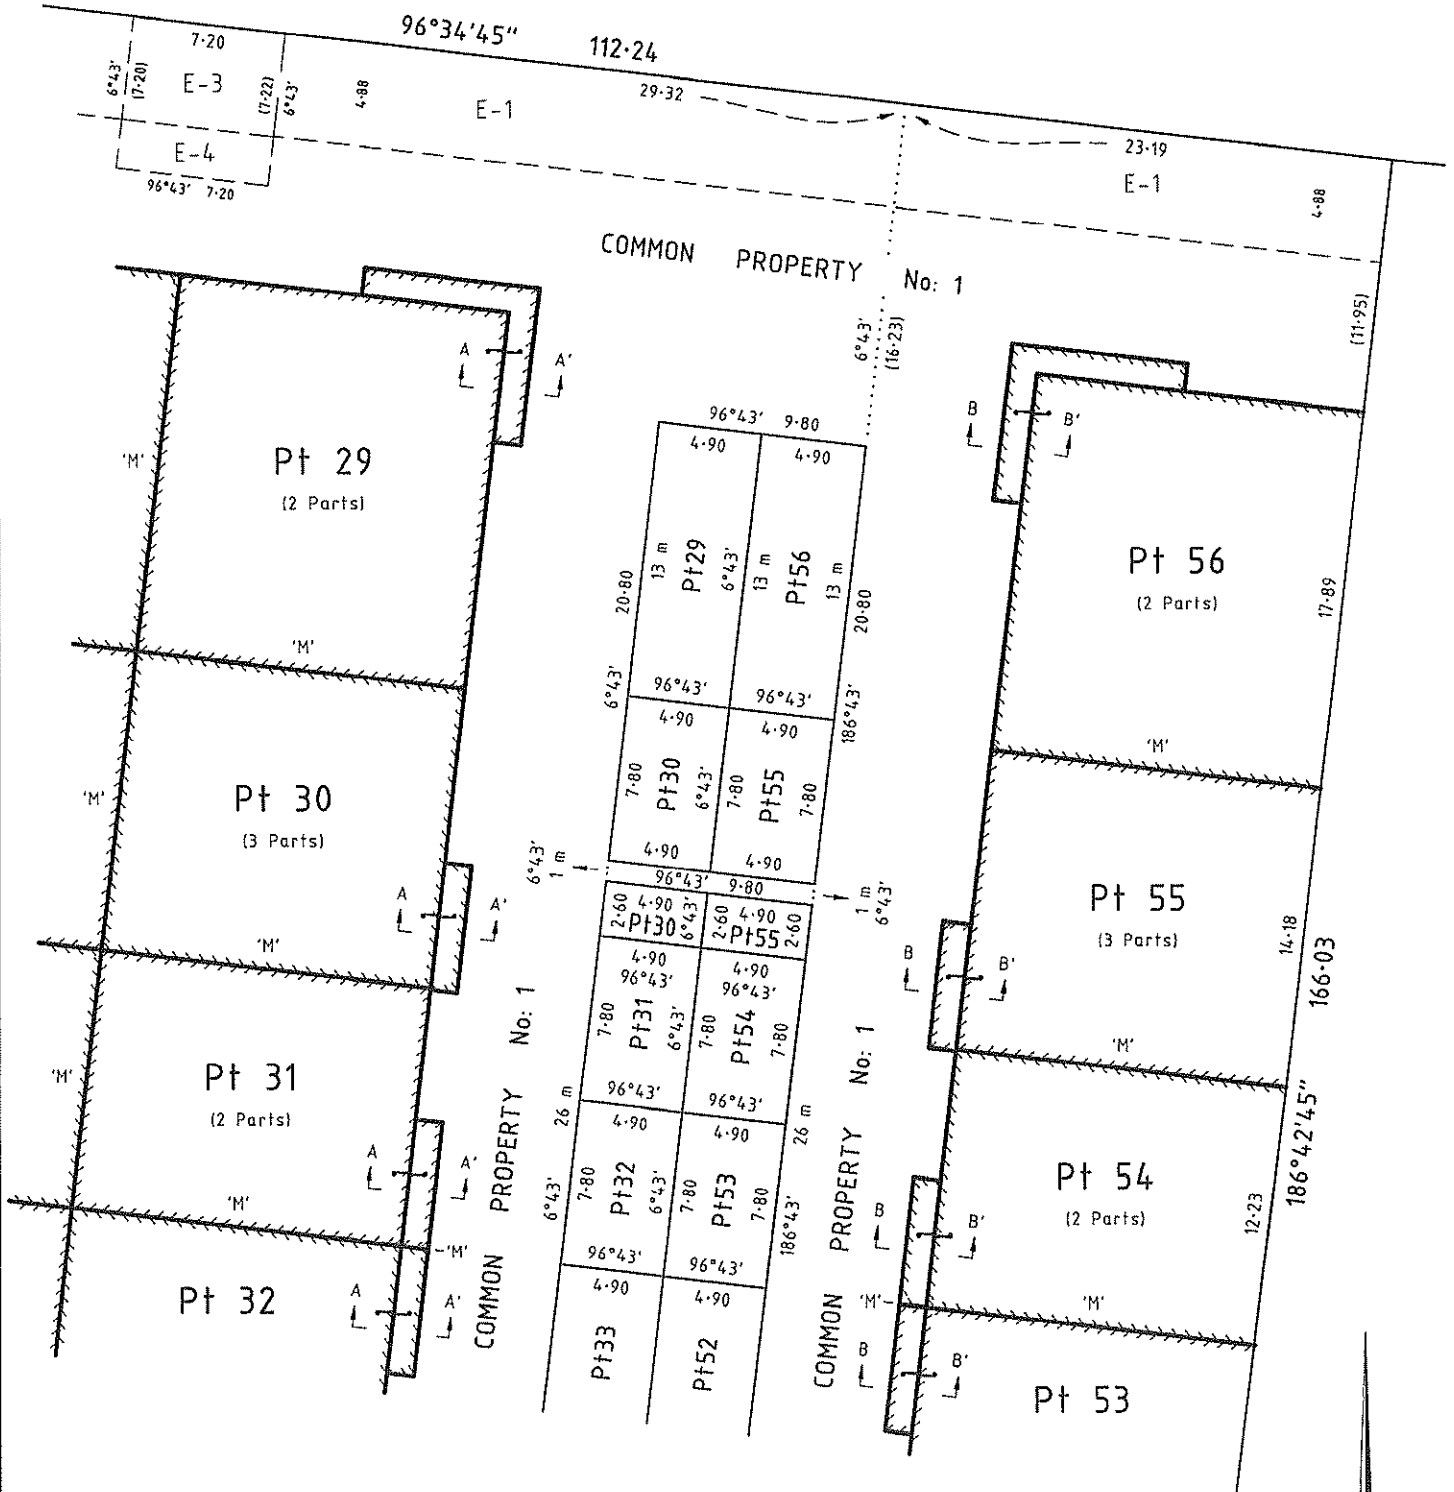 96°34'45" 112·24
7·20
6°43'
(7·20)
E-3
(7·22)
6°43'
4·88
E-1
29·32
23·19
E-1
4·88
E-4
96°43' 7·20
COMMON PROPERTY No: 1
6°43'
(16·23)
(11·95)
A A'
B B'
96°43' 9·80
4·90 4·90
'M'
Pt 29
(2 Parts)
20·80
13 m
Pt29
6°43'
13 m
Pt56
13 m
20·80
Pt 56
(2 Parts)
17·89
'M'
6°43'
96°43' 96°43'
4·90 4·90
186°43'
'M'
'M'
Pt 30
(3 Parts)
7·80
Pt30
6°43'
7·80
Pt55
7·80
4·90 4·90
6°43'
1 m
96°43' 9·80
1 m
6°43'
Pt 55
(3 Parts)
14·18
166·03
A A'
2·60
4·90
Pt30
6°43'
2·60
4·90
Pt55
2·60
B B'
'M'
4·90 4·90
96°43' 96°43'
No: 1
7·80
Pt31
6°43'
7·80
Pt54
7·80
No: 1
'M'
'M'
Pt 31
(2 Parts)
96°43' 96°43'
26 m
4·90 4·90
26 m
186°42'45"
PROPERTY
PROPERTY
A A'
'M'
'M'
6°43'
7·80
Pt32
6°43'
7·80
Pt53
7·80
186°43'
B B'
Pt 54
(2 Parts)
12·23
96°43' 96°43'
4·90 4·90
COMMON
COMMON
'M'
'M'
Pt 32
A A'
Pt33
Pt52
B B'
Pt 53